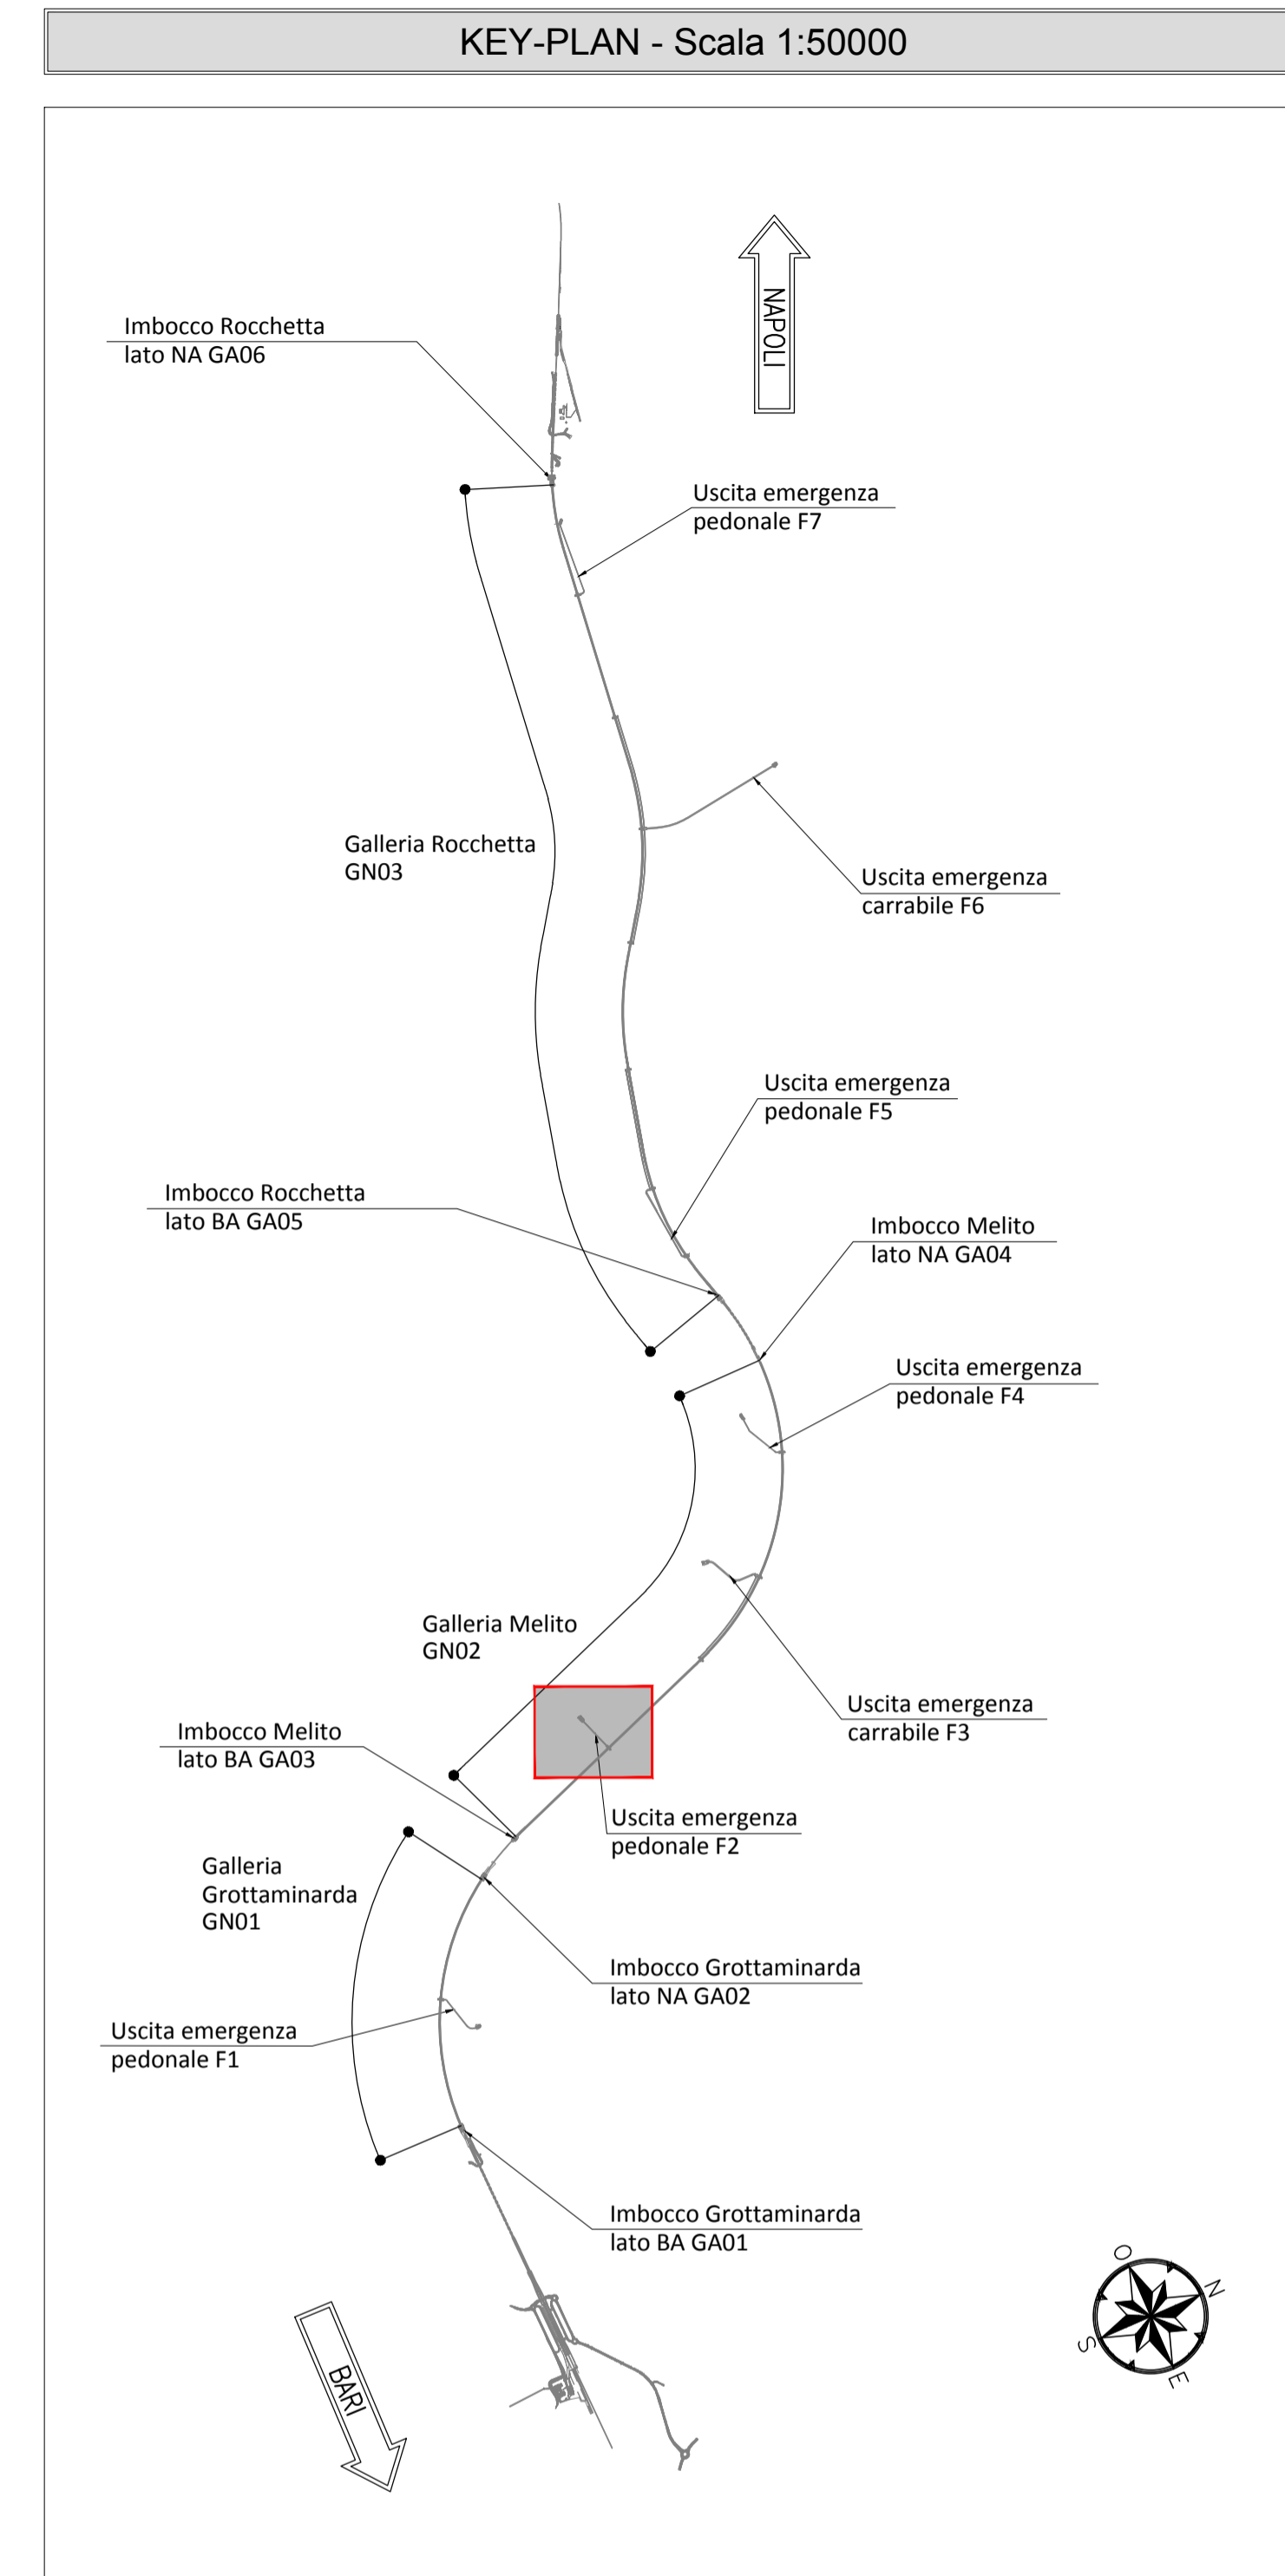 KEY-PLAN - Scala 1:50000
NAPOLI
Imbocco Rocchetta
lato NA GA06
Uscita emergenza
pedonale F7
Galleria Rocchetta
GN03
Uscita emergenza
carrabile F6
Uscita emergenza
pedonale F5
Imbocco Rocchetta
lato BA GA05
Imbocco Melito
lato NA GA04
Uscita emergenza
pedonale F4
Galleria Melito
GN02
Uscita emergenza
carrabile F3
Imbocco Melito
lato BA GA03
Uscita emergenza
pedonale F2
Galleria
Grottaminarda
GN01
Imbocco Grottaminarda
lato NA GA02
Uscita emergenza
pedonale F1
Imbocco Grottaminarda
lato BA GA01
O
N
S
E
BARI